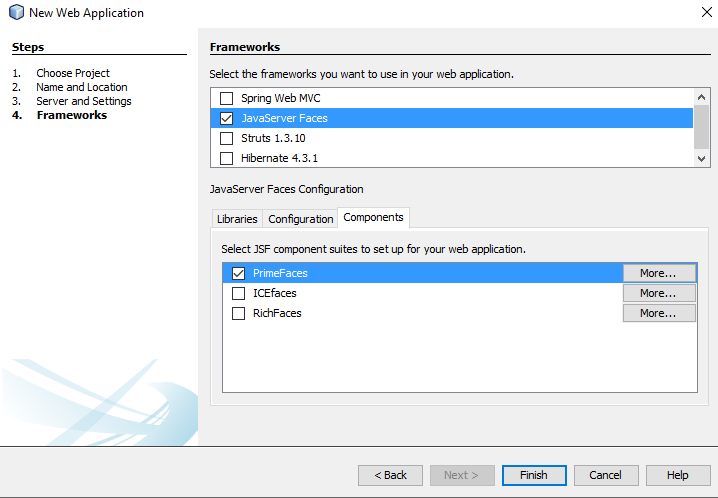 New Web Application
Steps
1. Choose Project
2. Name and Location
3. Server and Settings
4. Frameworks
Frameworks
Select the frameworks you want to use in your web application.
Spring Web MVC
JavaServer Faces
Struts 1.3.10
Hibernate 4.3.1
JavaServer Faces Configuration
Libraries Configuration Components
Select JSF component suites to set up for your web application.
PrimeFaces More...
ICEfaces More...
RichFaces More...
< Back Next > Finish Cancel Help